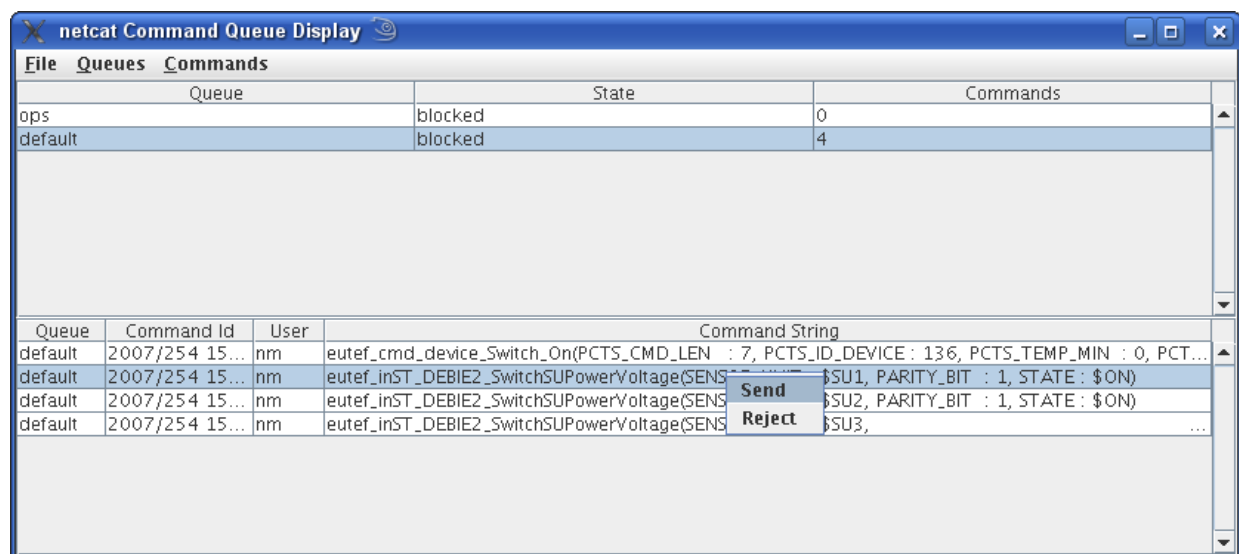 netcat Command Queue Display
File Queues Commands
Queue State Commands
ops blocked 0
default blocked 4
Queue Command Id User Command String
default 2007/254 15... nm eutef_cmd_device_Switch_On(PCTS_CMD_LEN : 7, PCTS_ID_DEVICE : 136, PCTS_TEMP_MIN : 0, PCT...
default 2007/254 15... nm eutef_inST_DEBIE2_SwitchSUPowerVoltage(SENS $SU1, PARITY_BIT : 1, STATE : $ON)
Send
default 2007/254 15... nm eutef_inST_DEBIE2_SwitchSUPowerVoltage(SENS $SU2, PARITY_BIT : 1, STATE : $ON)
Reject
default 2007/254 15... nm eutef_inST_DEBIE2_SwitchSUPowerVoltage(SENS $SU3, ...